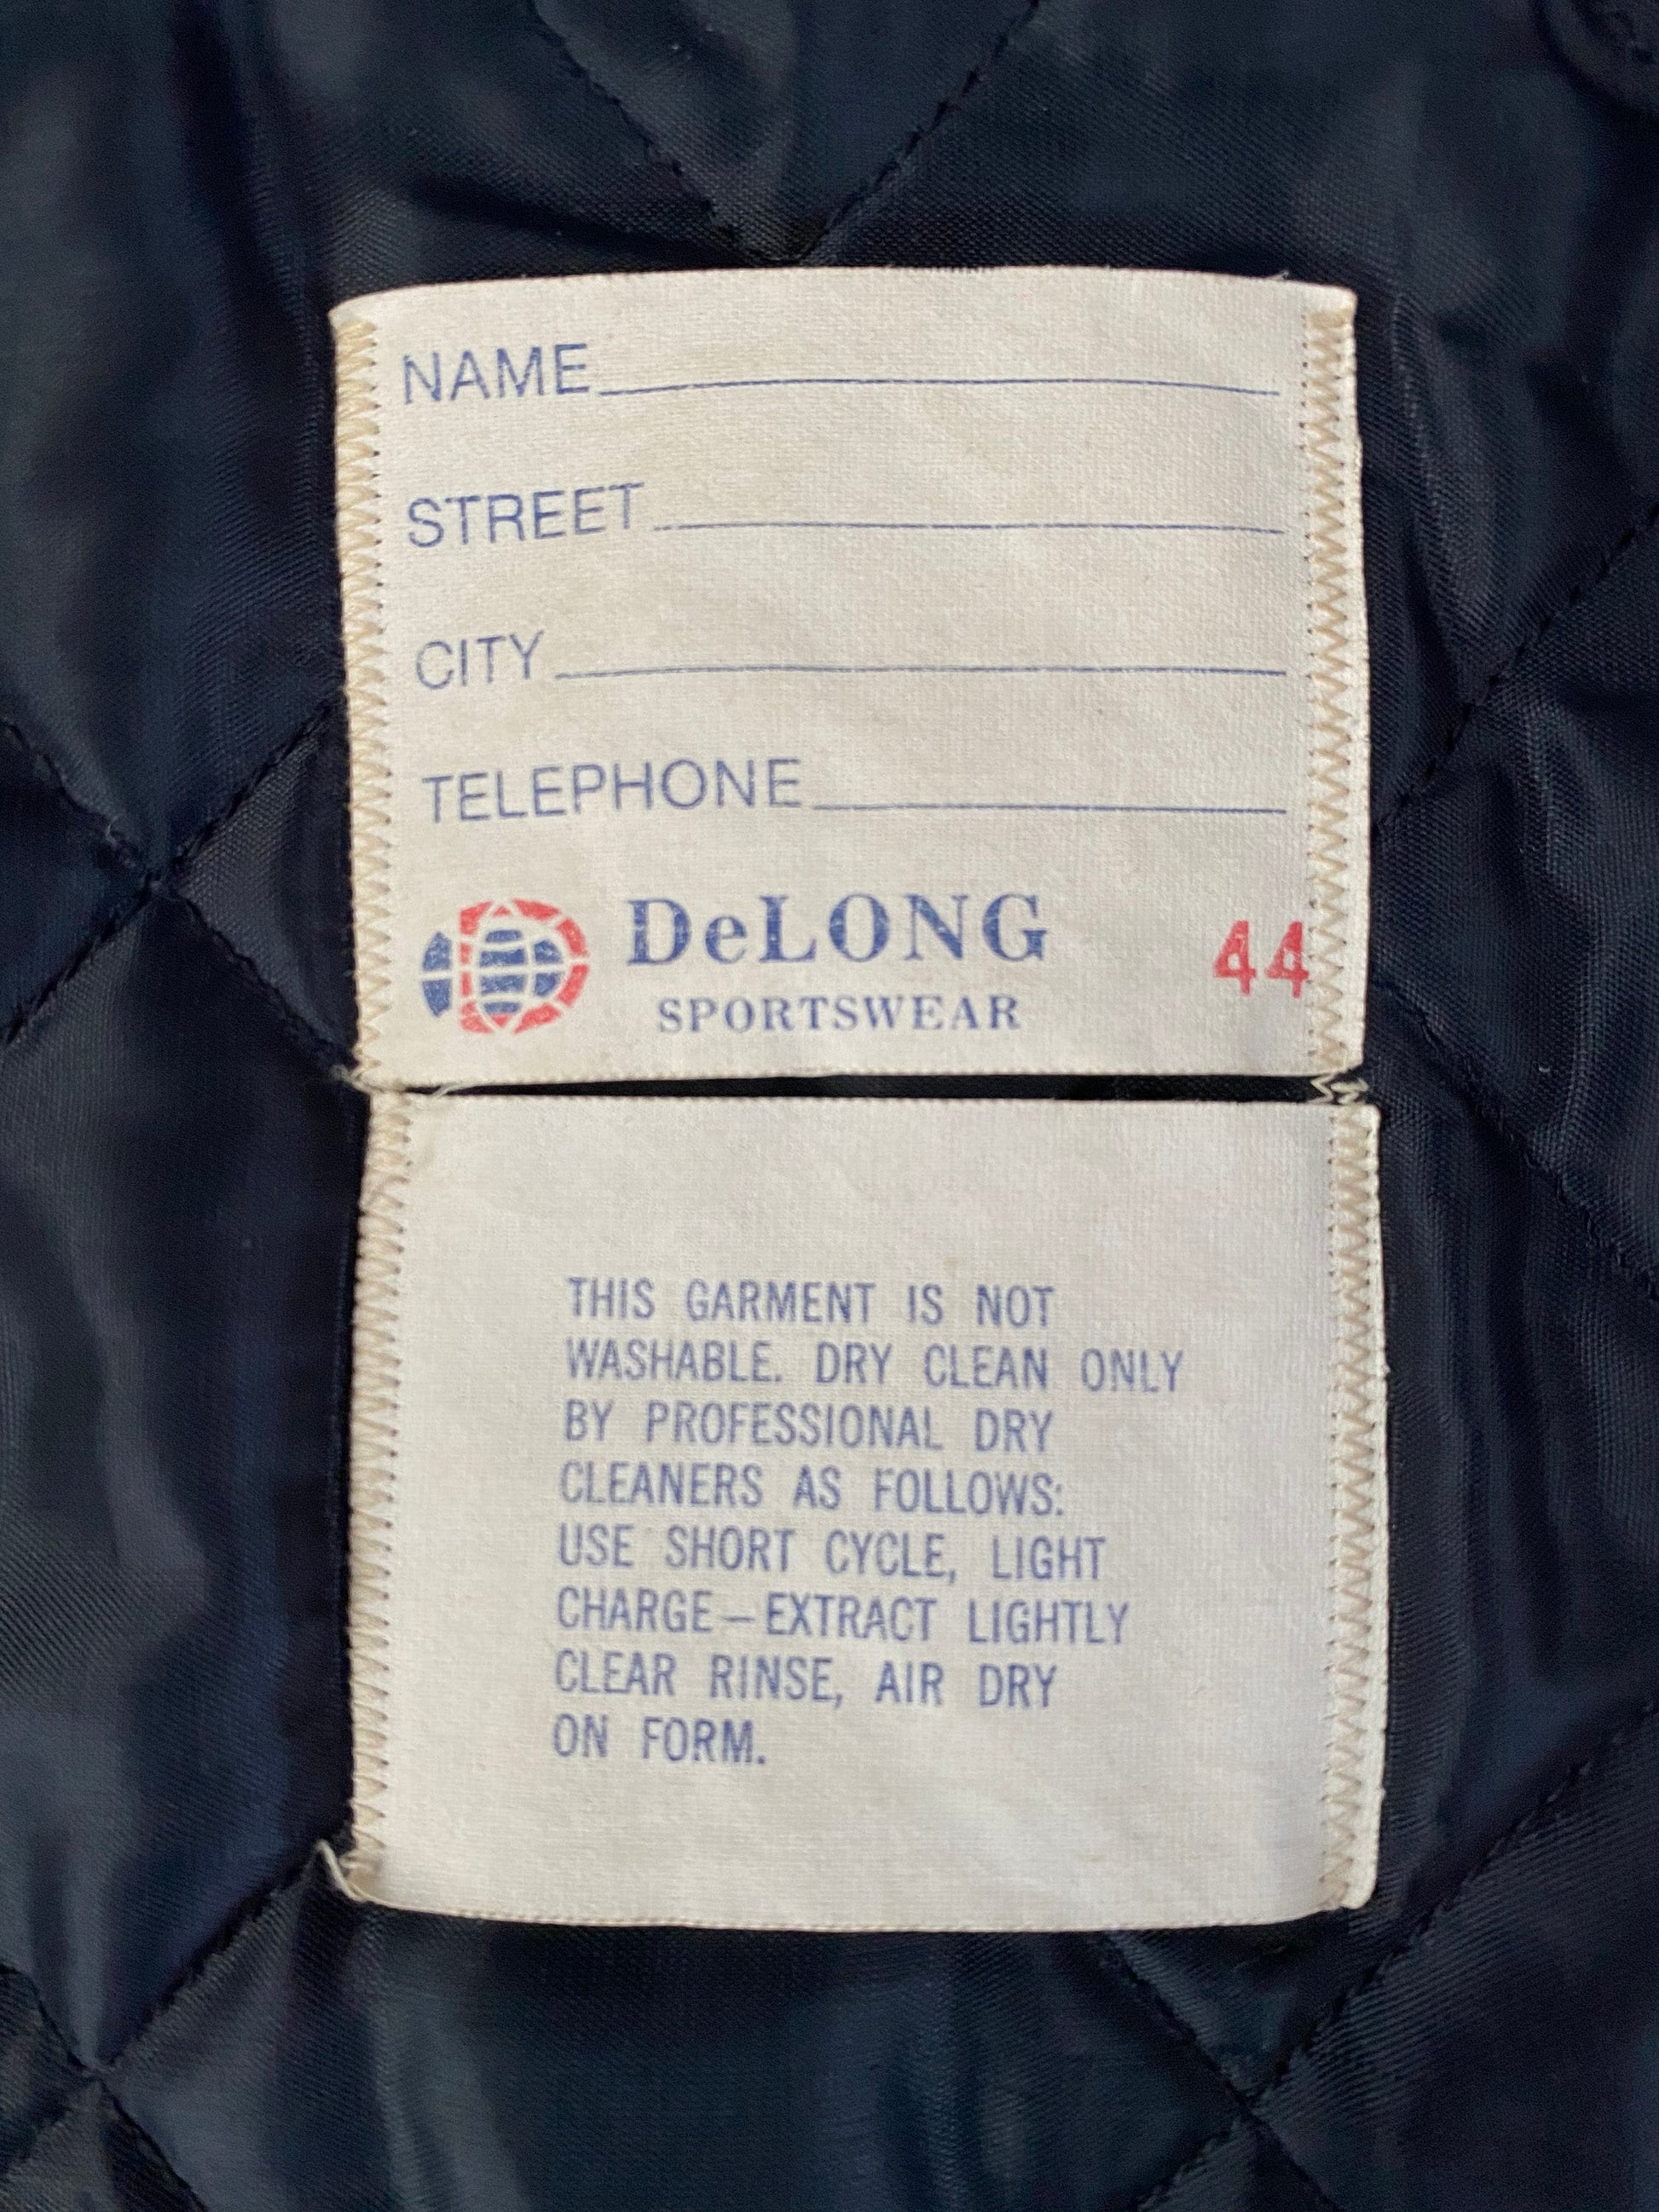 NAME
STREET
CITY
TELEPHONE
DeLONG 44
SPORTSWEAR
THIS GARMENT IS NOT
WASHABLE. DRY CLEAN ONLY
BY PROFESSIONAL DRY
CLEANERS AS FOLLOWS:
USE SHORT CYCLE, LIGHT
CHARGE – EXTRACT LIGHTLY
CLEAR RINSE, AIR DRY
ON FORM.